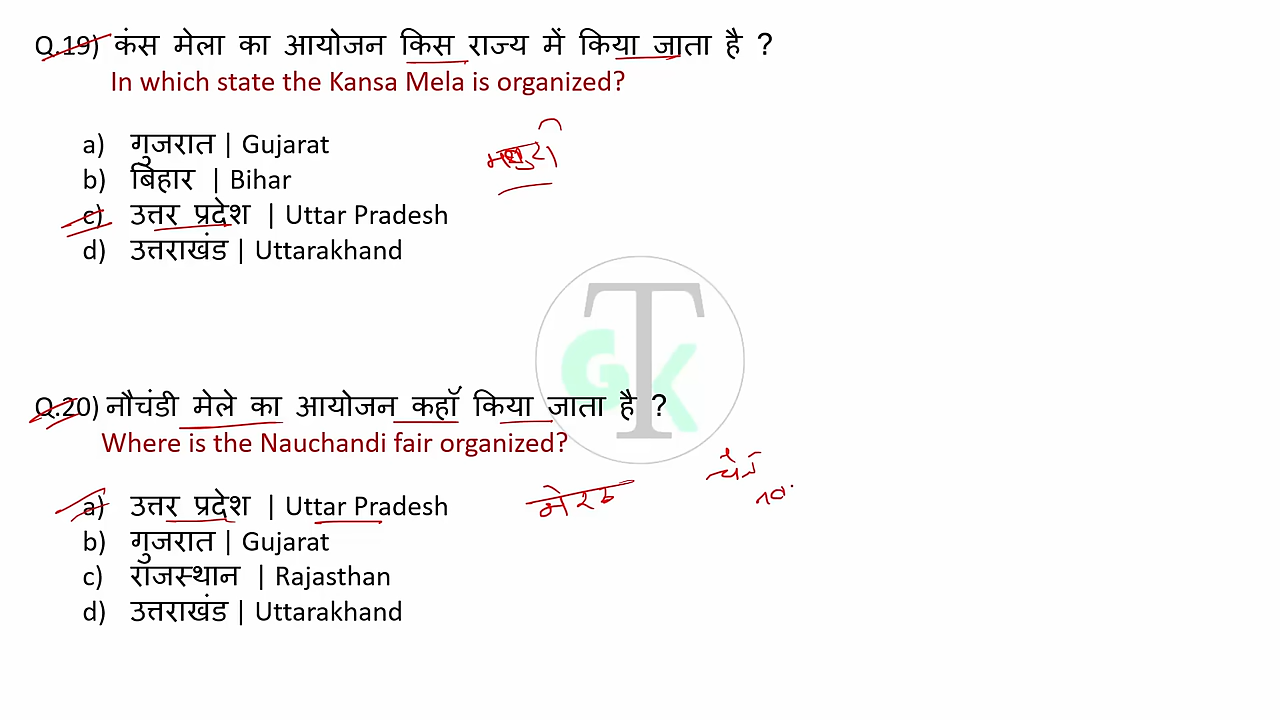 Q.19) कंस मेला का आयोजन किस राज्य में किया जाता है ?
In which state the Kansa Mela is organized?
a) गुजरात | Gujarat
b) बिहार | Bihar
c) उत्तर प्रदेश | Uttar Pradesh
d) उत्तराखंड | Uttarakhand
मथुरा
T
GK
Q.20) नौचंडी मेले का आयोजन कहाँ किया जाता है ?
Where is the Nauchandi fair organized?
a) उत्तर प्रदेश | Uttar Pradesh
मेरठ
b) गुजरात | Gujarat
c) राजस्थान | Rajasthan
d) उत्तराखंड | Uttarakhand